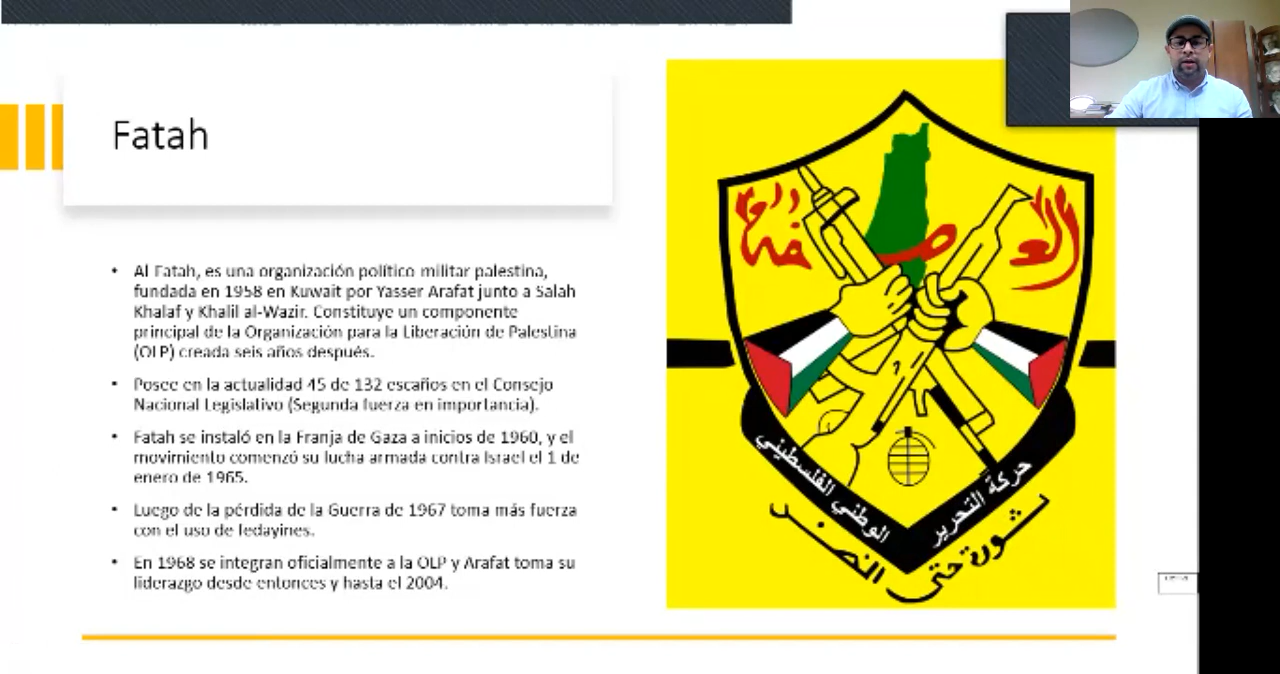 Fatah
• Al Fatah, es una organización político militar palestina,
fundada en 1958 en Kuwait por Yasser Arafat junto a Salah
Khalaf y Khalil al-Wazir. Constituye un componente
principal de la Organización para la Liberación de Palestina
(OLP) creada seis años después.
• Posee en la actualidad 45 de 132 escaños en el Consejo
Nacional Legislativo (Segunda fuerza en importancia).
• Fatah se instaló en la Franja de Gaza a inicios de 1960, y el
movimiento comenzó su lucha armada contra Israel el 1 de
enero de 1965.
• Luego de la pérdida de la Guerra de 1967 toma más fuerza
con el uso de fedayines.
• En 1968 se integran oficialmente a la OLP y Arafat toma su
liderazgo desde entonces y hasta el 2004.
العاصفة
حركة التحرير الوطني الفلسطيني
ثورة حتى النصر